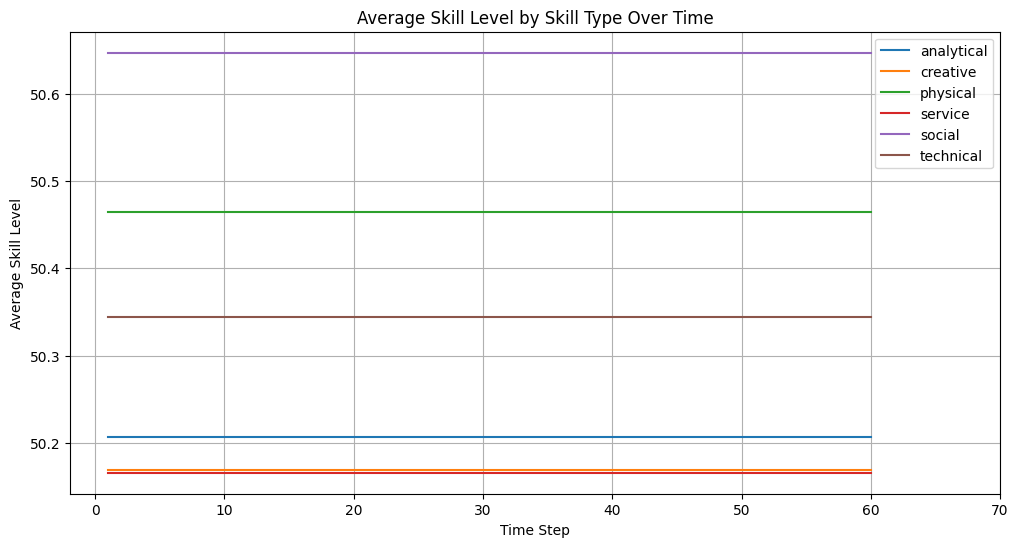 Average Skill Level by Skill Type Over Time
Average Skill Level
50.6
50.5
50.4
50.3
50.2
analytical
creative
physical
service
social
technical
0 10 20 30 40 50 60 70
Time Step